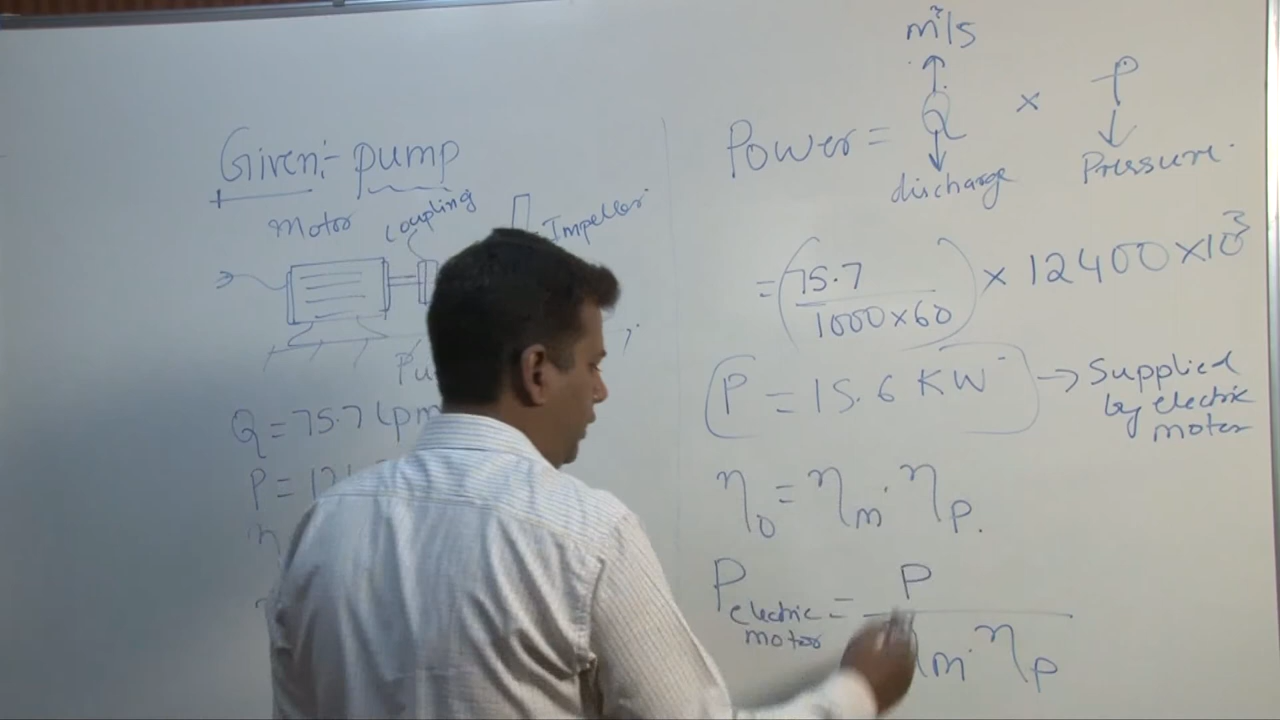 Given:- pump
Motor
coupling
Impeller
Q = 75.7 lpm
P = 
η
m³/s
Power = Q × P
discharge
Pressure.
= (75.7 / 1000×60) × 12400 ×10³
P = 15.6 KW → Supplied
by electric
motor
η₀ = ηm · ηp.
P electric motor = P / ηm · ηp